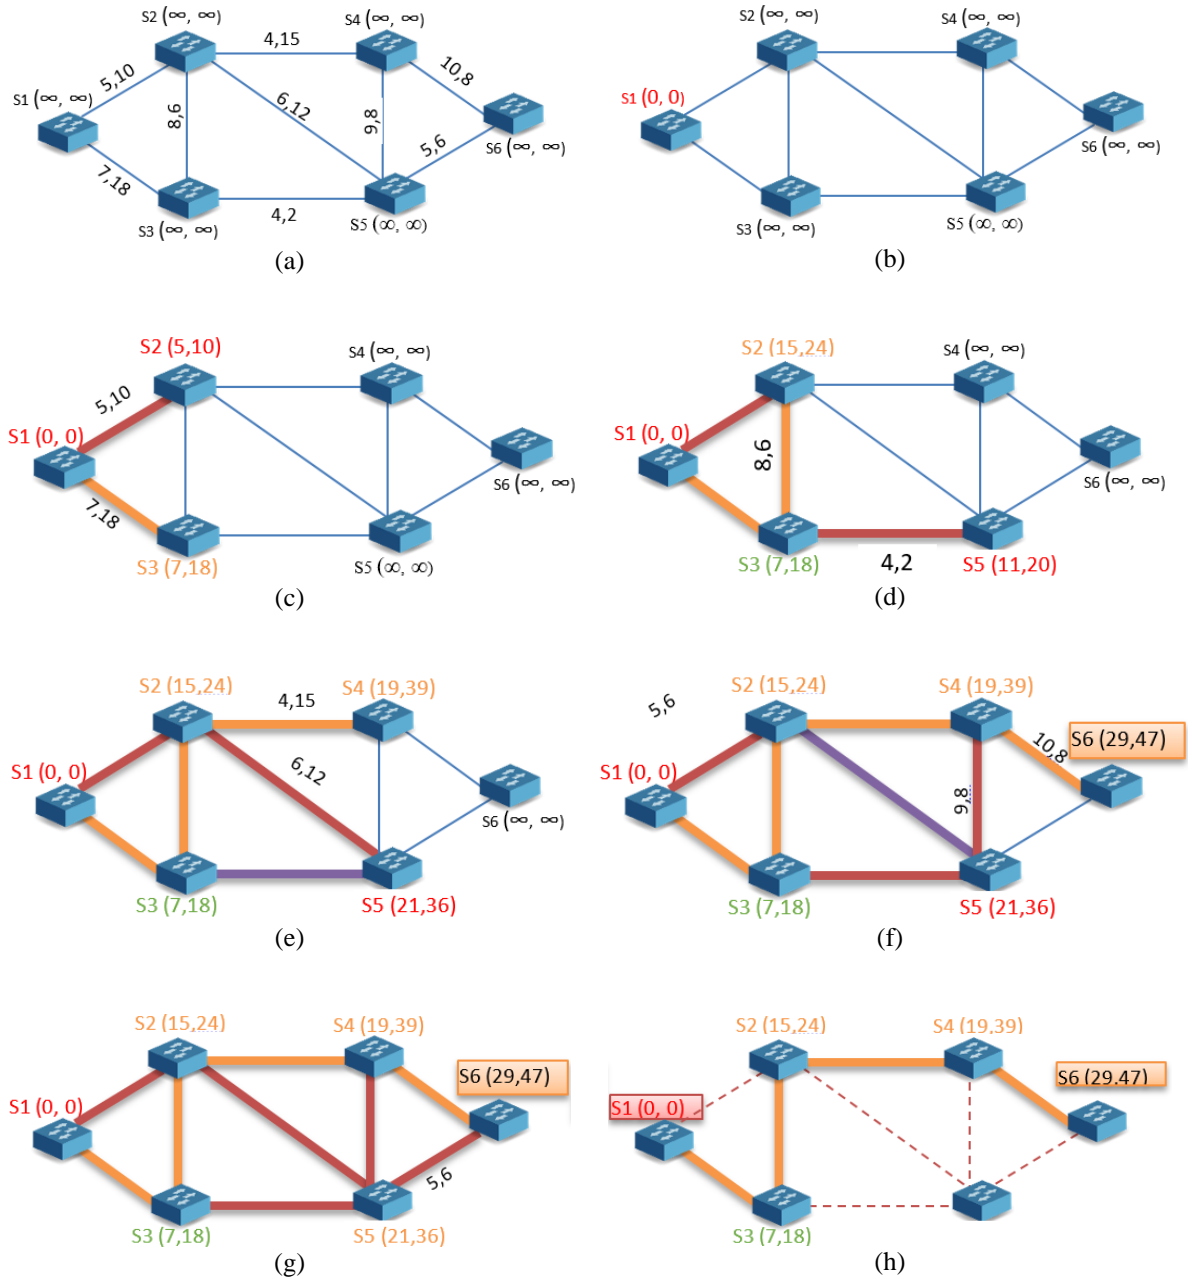 S2 (∞, ∞)
S4 (∞, ∞)
4,15
5,10
10,8
S1 (∞, ∞)
8,6
6,12
9,8
5,6
S6 (∞, ∞)
7,18
4,2
S3 (∞, ∞)
S5 (∞, ∞)
(a)
S2 (∞, ∞)
S4 (∞, ∞)
S1 (0, 0)
S6 (∞, ∞)
S3 (∞, ∞)
S5 (∞, ∞)
(b)
S2 (5,10)
S4 (∞, ∞)
5,10
S1 (0, 0)
7,18
S6 (∞, ∞)
S3 (7,18)
S5 (∞, ∞)
(c)
S2 (15,24)
S4 (∞, ∞)
S1 (0, 0)
8,6
S6 (∞, ∞)
S3 (7,18)
4,2
S5 (11,20)
(d)
S2 (15,24)
4,15
S4 (19,39)
S1 (0, 0)
6,12
S6 (∞, ∞)
S3 (7,18)
S5 (21,36)
(e)
5,6
S2 (15,24)
S4 (19,39)
S6 (29,47)
10,8
S1 (0, 0)
9,8
S3 (7,18)
S5 (21,36)
(f)
S2 (15,24)
S4 (19,39)
S6 (29,47)
S1 (0, 0)
5,6
S3 (7,18)
S5 (21,36)
(g)
S2 (15,24)
S4 (19,39)
S6 (29.47)
S1 (0, 0)
S3 (7,18)
(h)